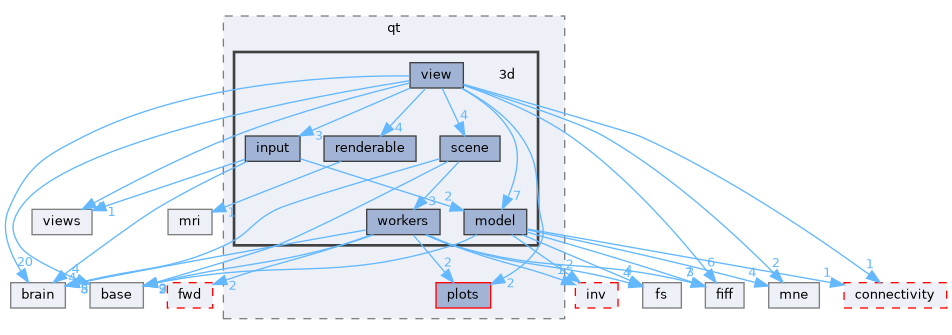 qt
view
3d
3
4
4
input
renderable
scene
views
1
mri
1
3
2
7
workers
model
20
4
2
2
2
1
4
6
2
1
1
brain
base
fwd
plots
inv
fs
fiff
mne
connectivity